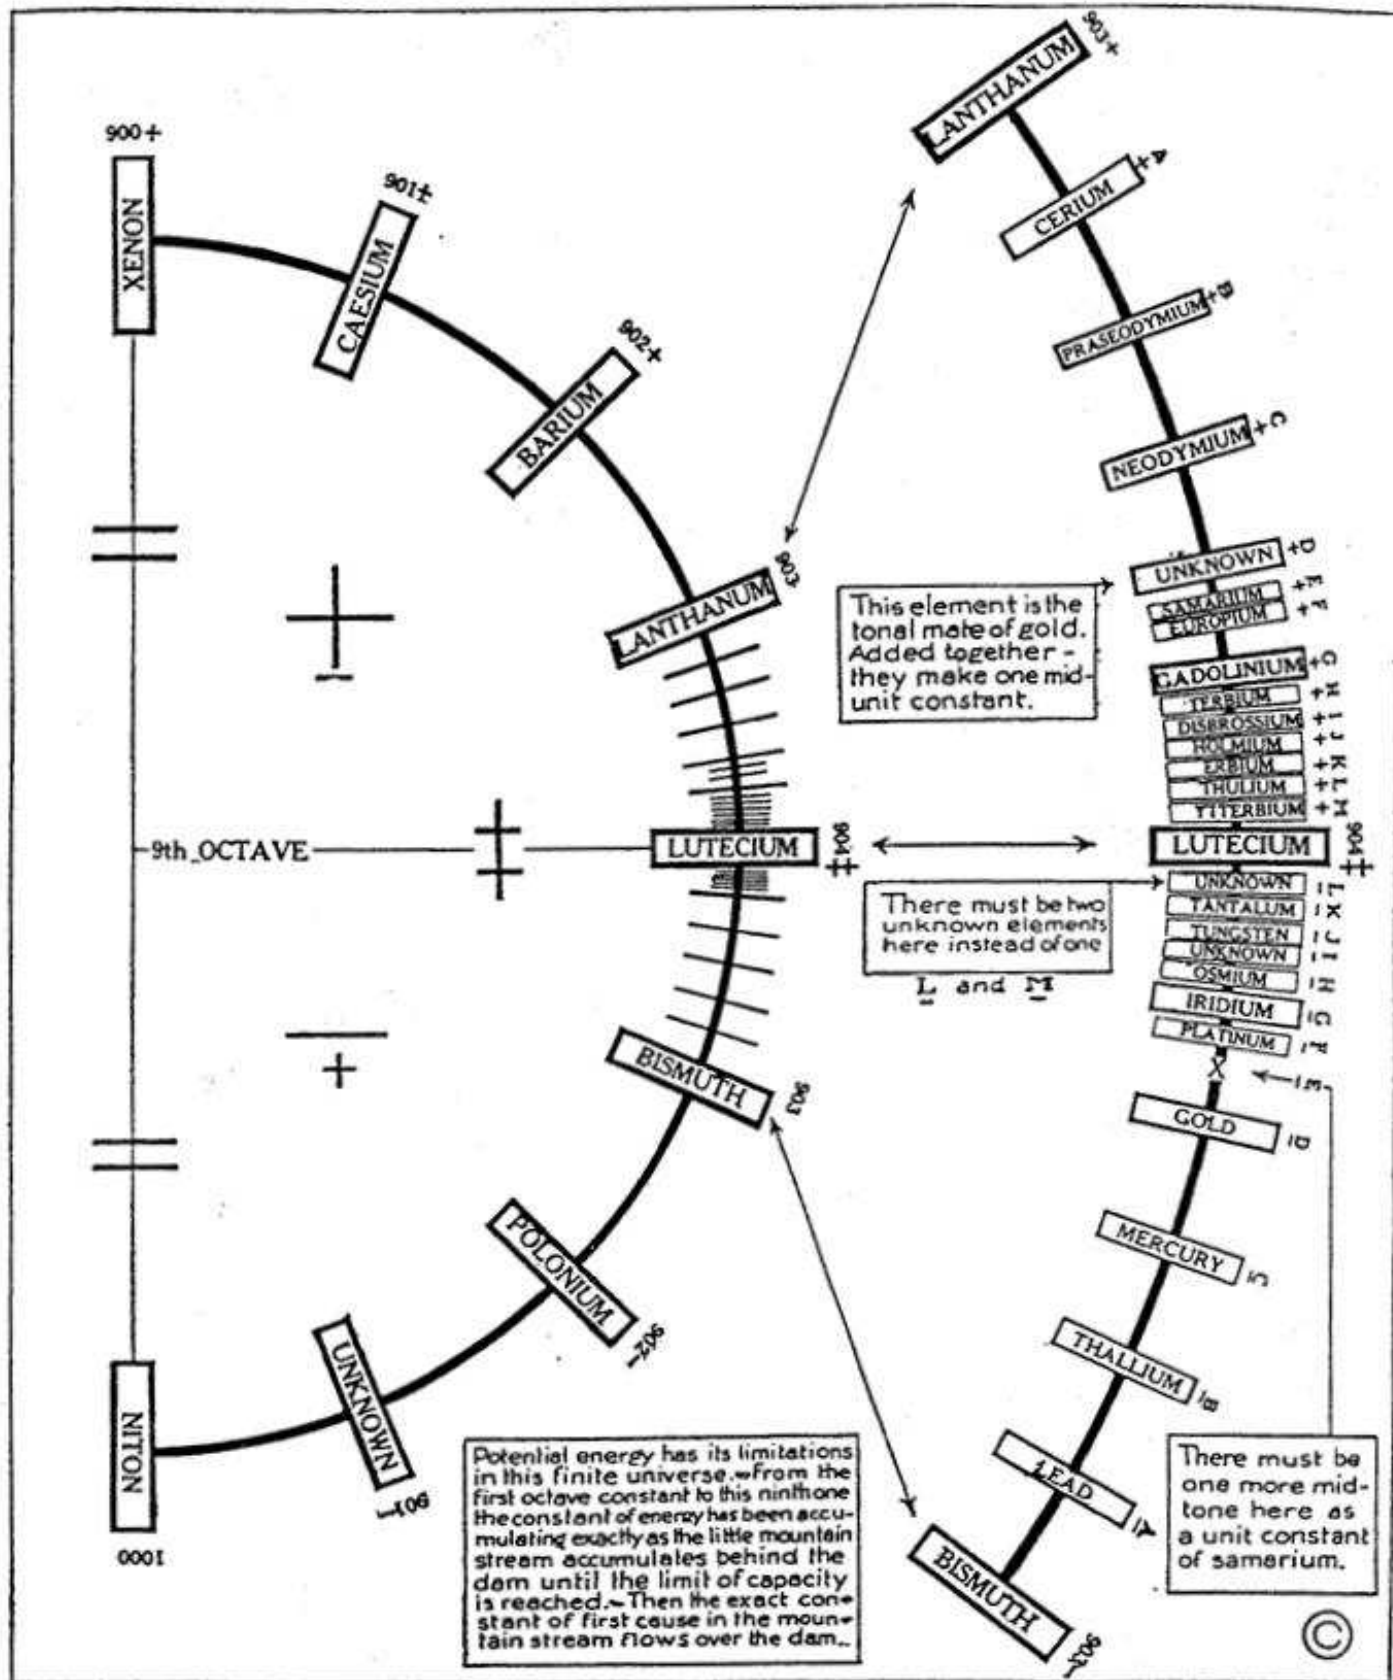 900+
XENON
901+
CAESIUM
902+
BARIUM
903
LANTHANUM
9th_OCTAVE
LUTECIUM
904
BISMUTH
903
POLONIUM
902
UNKNOWN
901
NITON
1000
903+
LANTHANUM
CERIUM
A+
PRASEODYMIUM
B+
NEODYMIUM
C+
UNKNOWN
D+
SAMARIUM
E+
EUROPIUM
F+
GADOLINIUM
G+
TERBIUM
H+
DISBROSSIUM
I+
HOLMIUM
J+
ERBIUM
K+
THULIUM
L+
YTTERBIUM
M+
LUTECIUM
904
UNKNOWN
L
TANTALUM
K
TUNGSTEN
J
UNKNOWN
I
OSMIUM
H
IRIDIUM
G
PLATINUM
F
X
E
GOLD
D
MERCURY
C
THALLIUM
B
LEAD
A
BISMUTH
903
This element is the
tonal mate of gold.
Added together -
they make one mid-
unit constant.
There must be two
unknown elements
here instead of one
L and M
Potential energy has its limitations
in this finite universe.~From the
first octave constant to this ninth one
the constant of energy has been accu-
mulating exactly as the little mountain
stream accumulates behind the
dam until the limit of capacity
is reached.~Then the exact con-
stant of first cause in the moun-
tain stream flows over the dam..
There must be
one more mid-
tone here as
a unit constant
of samarium.
©